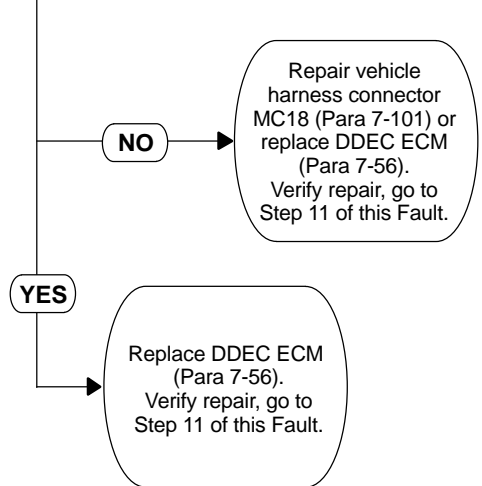 Repair vehicle
harness connector
MC18 (Para 7-101) or
replace DDEC ECM
(Para 7-56).
Verify repair, go to
Step 11 of this Fault.
NO
YES
Replace DDEC ECM
(Para 7-56).
Verify repair, go to
Step 11 of this Fault.